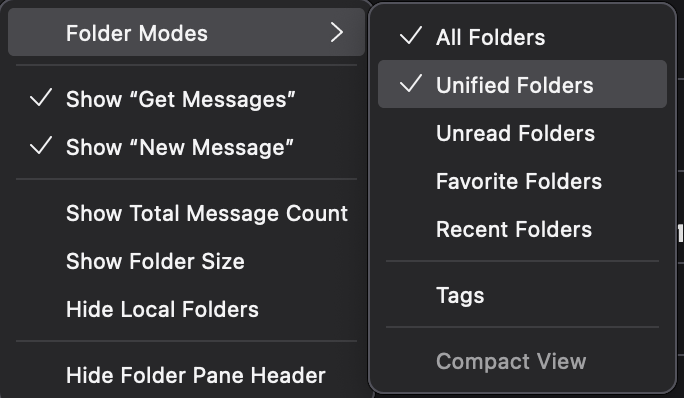 Folder Modes
Show “Get Messages”
Show “New Message”
Show Total Message Count
Show Folder Size
Hide Local Folders
Hide Folder Pane Header
All Folders
Unified Folders
Unread Folders
Favorite Folders
Recent Folders
Tags
Compact View